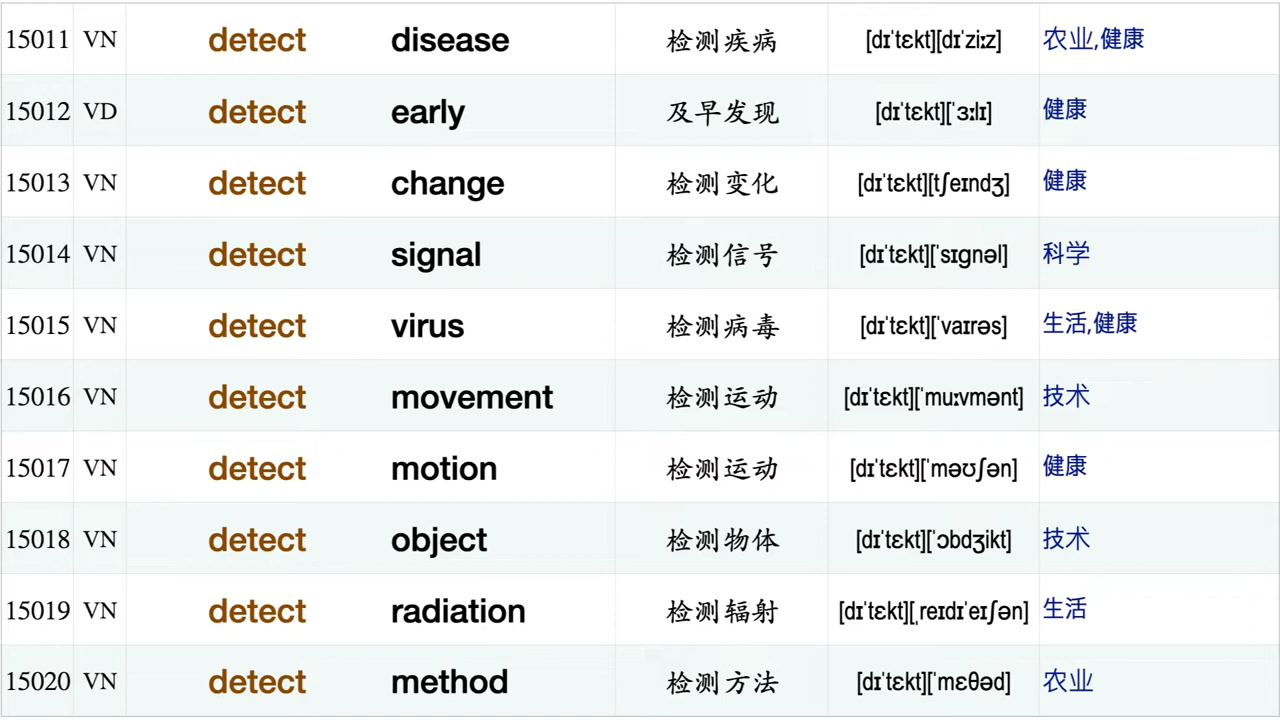 15011 VN detect disease 检测疾病 [dɪˈtɛkt][dɪˈziːz] 农业,健康
15012 VD detect early 及早发现 [dɪˈtɛkt][ˈɜːlɪ] 健康
15013 VN detect change 检测变化 [dɪˈtɛkt][tʃeɪndʒ] 健康
15014 VN detect signal 检测信号 [dɪˈtɛkt][ˈsɪgnəl] 科学
15015 VN detect virus 检测病毒 [dɪˈtɛkt][ˈvaɪrəs] 生活,健康
15016 VN detect movement 检测运动 [dɪˈtɛkt][ˈmuːvmənt] 技术
15017 VN detect motion 检测运动 [dɪˈtɛkt][ˈməʊʃən] 健康
15018 VN detect object 检测物体 [dɪˈtɛkt][ˈɔbdʒikt] 技术
15019 VN detect radiation 检测辐射 [dɪˈtɛkt][ˌreɪdɪˈeɪʃən] 生活
15020 VN detect method 检测方法 [dɪˈtɛkt][ˈmɛθəd] 农业